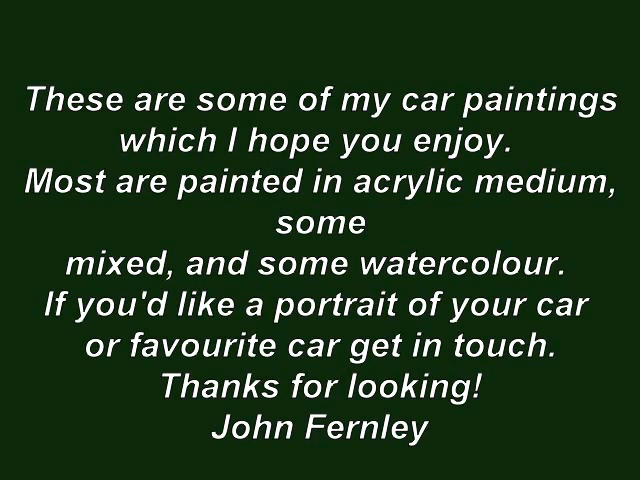 These are some of my car paintings
which I hope you enjoy.
Most are painted in acrylic medium,
some
mixed, and some watercolour.
If you'd like a portrait of your car
or favourite car get in touch.
Thanks for looking!
John Fernley